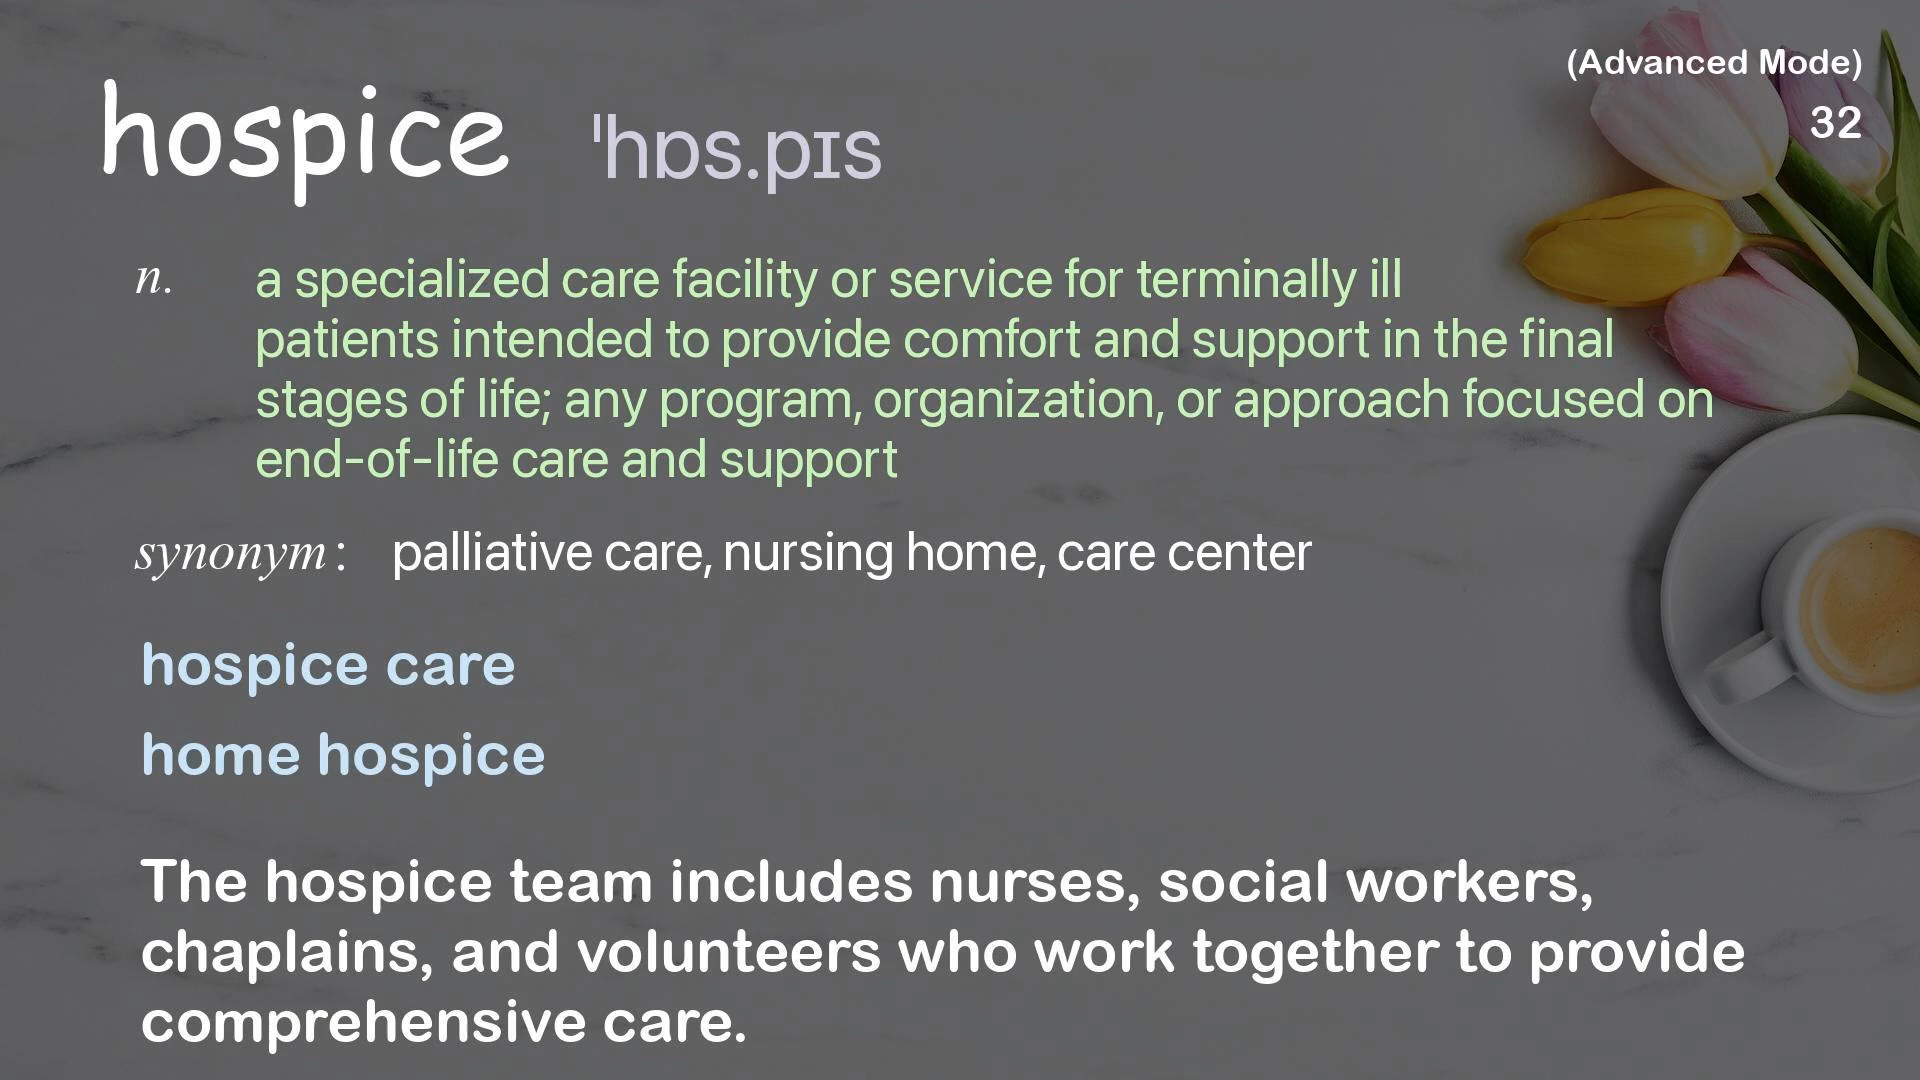 (Advanced Mode)
32
hospice ˈhɒs.pɪs
n. a specialized care facility or service for terminally ill
patients intended to provide comfort and support in the final
stages of life; any program, organization, or approach focused on
end-of-life care and support
synonym: palliative care, nursing home, care center
hospice care
home hospice
The hospice team includes nurses, social workers,
chaplains, and volunteers who work together to provide
comprehensive care.